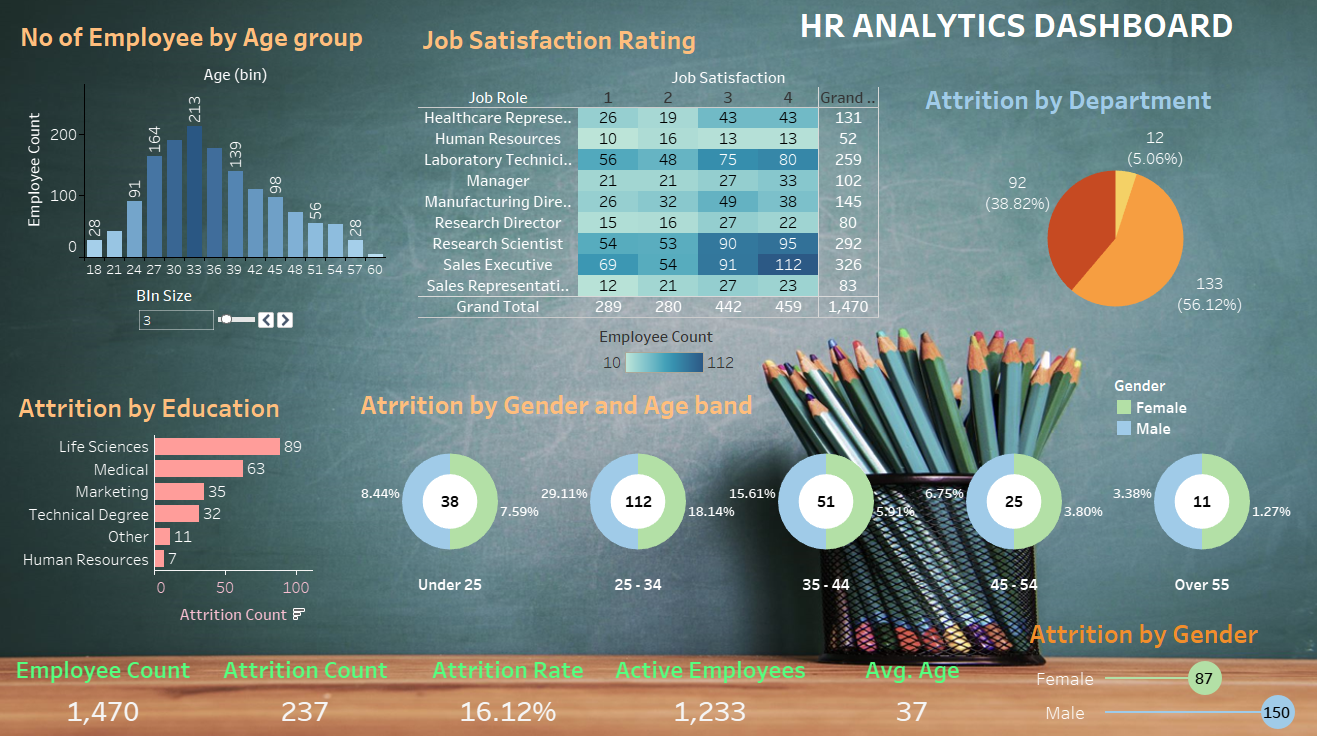 HR ANALYTICS DASHBOARD
No of Employee by Age group
Age (bin)
Employee Count
200
100
0
28
91
164
213
139
98
56
28
18 21 24 27 30 33 36 39 42 45 48 51 54 57 60
BIn Size
3
Job Satisfaction Rating
Job Satisfaction
Job Role 1 2 3 4 Grand ..
Healthcare Represe.. 26 19 43 43 131
Human Resources 10 16 13 13 52
Laboratory Technici.. 56 48 75 80 259
Manager 21 21 27 33 102
Manufacturing Dire.. 26 32 49 38 145
Research Director 15 16 27 22 80
Research Scientist 54 53 90 95 292
Sales Executive 69 54 91 112 326
Sales Representati.. 12 21 27 23 83
Grand Total 289 280 442 459 1,470
Employee Count
10 112
Attrition by Department
12
(5.06%)
92
(38.82%)
133
(56.12%)
Attrition by Education
Life Sciences 89
Medical 63
Marketing 35
Technical Degree 32
Other 11
Human Resources 7
0 50 100
Attrition Count
Atrrition by Gender and Age band
Gender
Female
Male
8.44% 38 7.59%
Under 25
29.11% 112 18.14%
25 - 34
15.61% 51 5.91%
35 - 44
6.75% 25 3.80%
45 - 54
3.38% 11 1.27%
Over 55
Attrition by Gender
Female 87
Male 150
Employee Count
1,470
Attrition Count
237
Attrition Rate
16.12%
Active Employees
1,233
Avg. Age
37